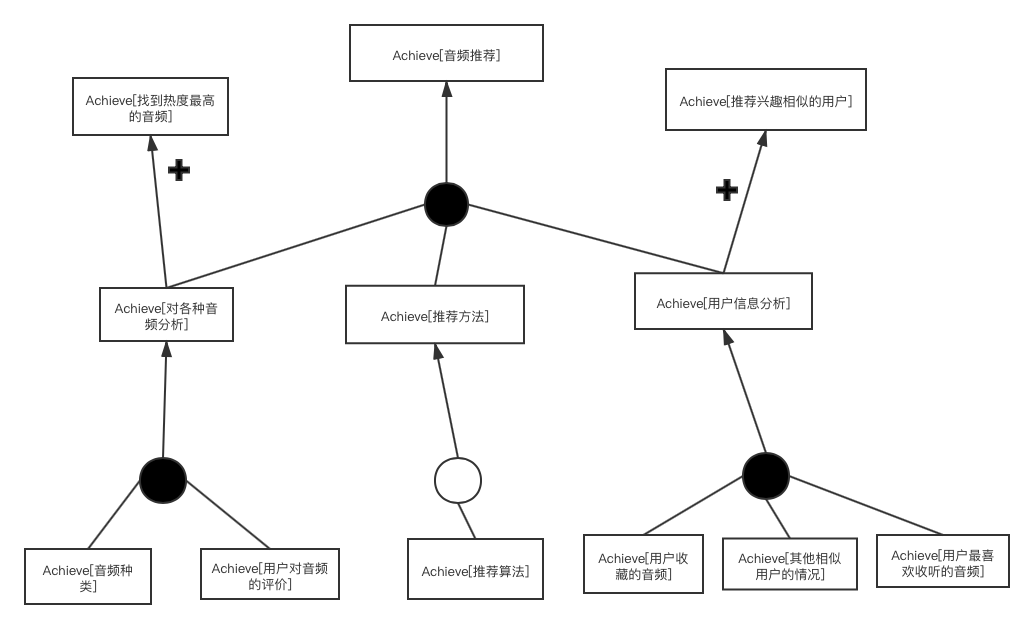 Achieve[音频推荐]
Achieve[找到热度最高
的音频]
Achieve[推荐兴趣相似的用户]
Achieve[对各种音
频分析]
Achieve[推荐方法]
Achieve[用户信息分析]
Achieve[音频种
类]
Achieve[用户对音频
的评价]
Achieve[推荐算法]
Achieve[用户收
藏的音频]
Achieve[其他相似
用户的情况]
Achieve[用户最喜
欢收听的音频]